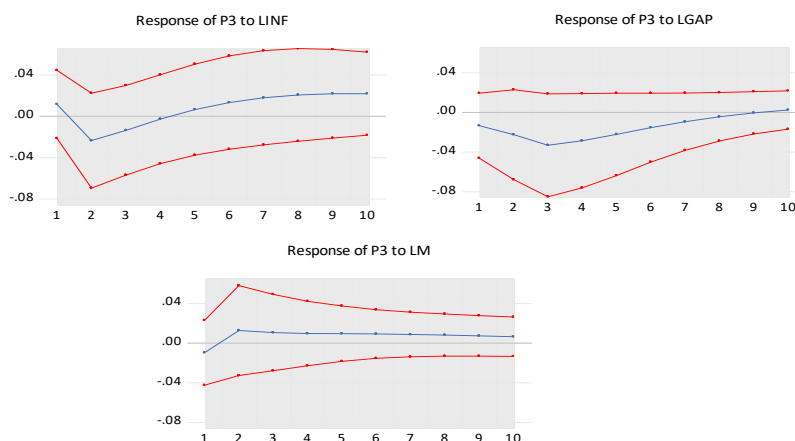 Response of P3 to LINF
.04
.00
-.04
-.08
1 2 3 4 5 6 7 8 9 10
Response of P3 to LGAP
.04
.00
-.04
-.08
1 2 3 4 5 6 7 8 9 10
Response of P3 to LM
.04
.00
-.04
-.08
1 2 3 4 5 6 7 8 9 10